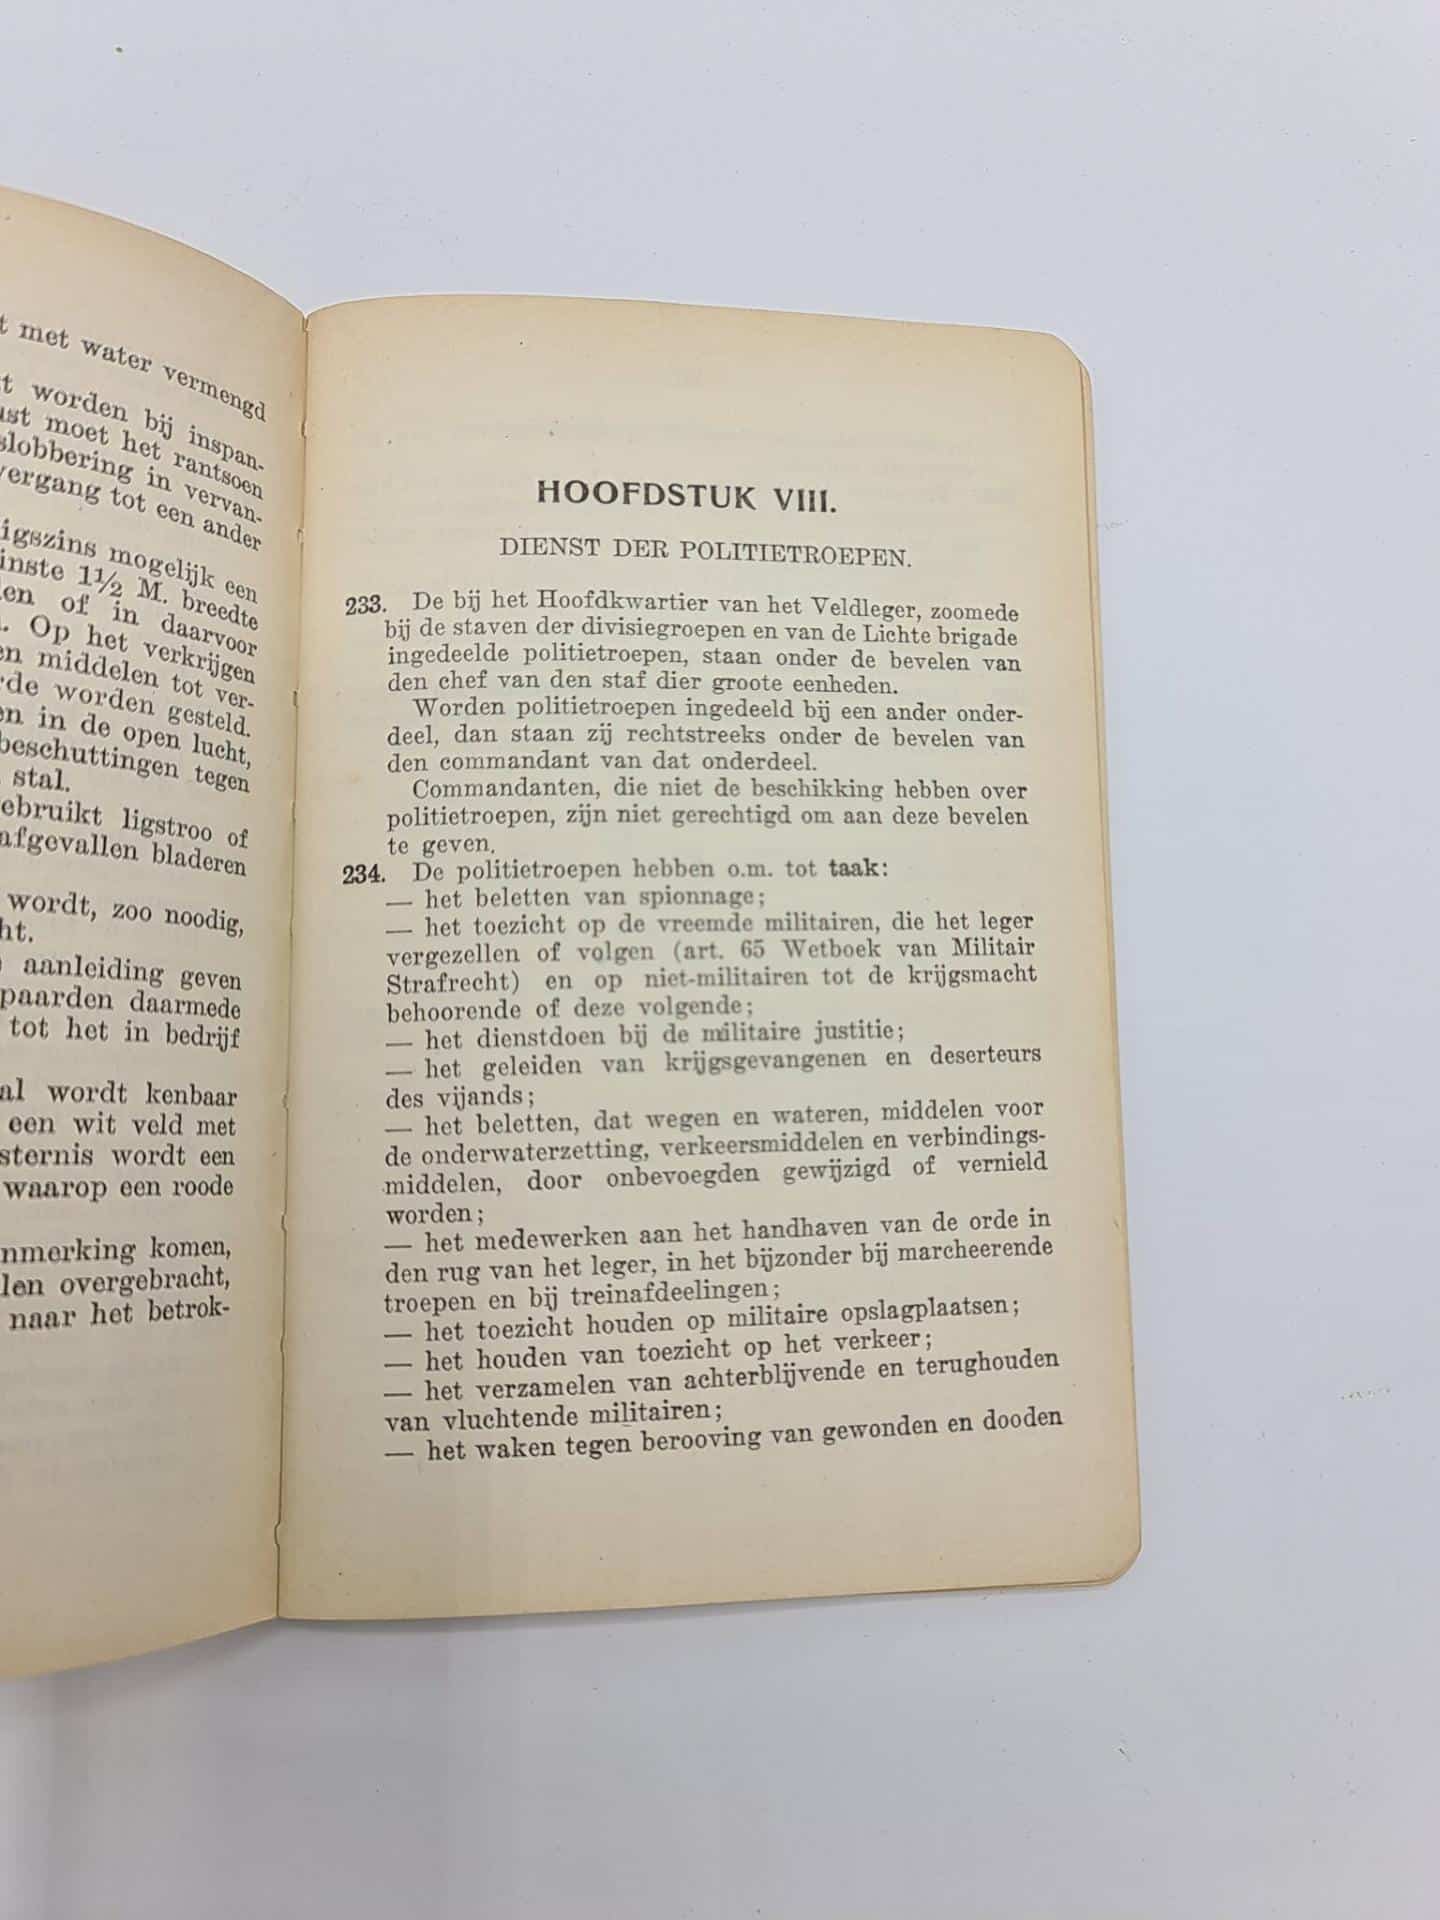 t met water vermengd
t worden bij inspan-
ust moet het rantsoen
slobbering in vervan-
vergang tot een ander
igszins mogelijk een
inste 1½ M. breedte
en of in daarvoor
. Op het verkrijgen
en middelen tot ver-
rde worden gesteld.
en in de open lucht,
beschuttingen tegen
stal.
ebruikt ligstroo of
afgevallen bladeren
wordt, zoo noodig,
ht.
aanleiding geven
paarden daarmede
tot het in bedrijf
al wordt kenbaar
een wit veld met
sternis wordt een
waarop een roode
nmerking komen,
len overgebracht,
naar het betrok-
HOOFDSTUK VIII.
DIENST DER POLITIETROEPEN.
233. De bij het Hoofdkwartier van het Veldleger, zoomede
bij de staven der divisiegroepen en van de Lichte brigade
ingedeelde politietroepen, staan onder de bevelen van
den chef van den staf dier groote eenheden.
Worden politietroepen ingedeeld bij een ander onder-
deel, dan staan zij rechtstreeks onder de bevelen van
den commandant van dat onderdeel.
Commandanten, die niet de beschikking hebben over
politietroepen, zijn niet gerechtigd om aan deze bevelen
te geven.
234. De politietroepen hebben o.m. tot taak:
— het beletten van spionnage;
— het toezicht op de vreemde militairen, die het leger
vergezellen of volgen (art. 65 Wetboek van Militair
Strafrecht) en op niet-militairen tot de krijgsmacht
behoorende of deze volgende;
— het dienstdoen bij de militaire justitie;
— het geleiden van krijgsgevangenen en deserteurs
des vijands;
— het beletten, dat wegen en wateren, middelen voor
de onderwaterzetting, verkeersmiddelen en verbindings-
middelen, door onbevoegden gewijzigd of vernield
worden;
— het medewerken aan het handhaven van de orde in
den rug van het leger, in het bijzonder bij marcheerende
troepen en bij treinafdeelingen;
— het toezicht houden op militaire opslagplaatsen;
— het houden van toezicht op het verkeer;
— het verzamelen van achterblijvende en terughouden
van vluchtende militairen;
— het waken tegen berooving van gewonden en dooden